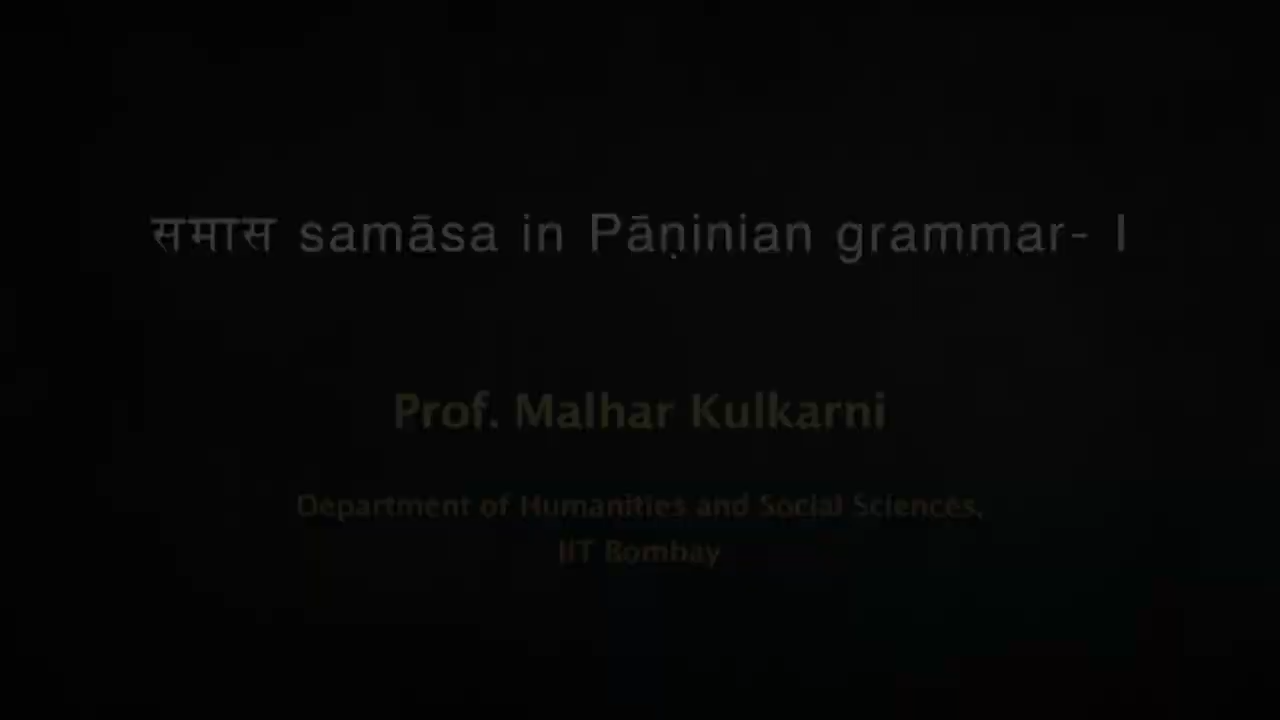 समास samāsa in Pāṇinian grammar- I
Prof. Malhar Kulkarni
Department of Humanities and Social Sciences,
IIT Bombay